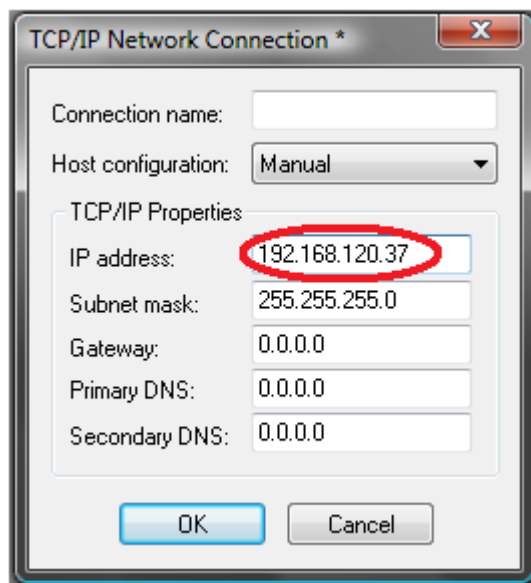 TCP/IP Network Connection *
Connection name:
Host configuration: Manual
TCP/IP Properties
IP address: 192.168.120.37
Subnet mask: 255.255.255.0
Gateway: 0.0.0.0
Primary DNS: 0.0.0.0
Secondary DNS: 0.0.0.0
OK Cancel